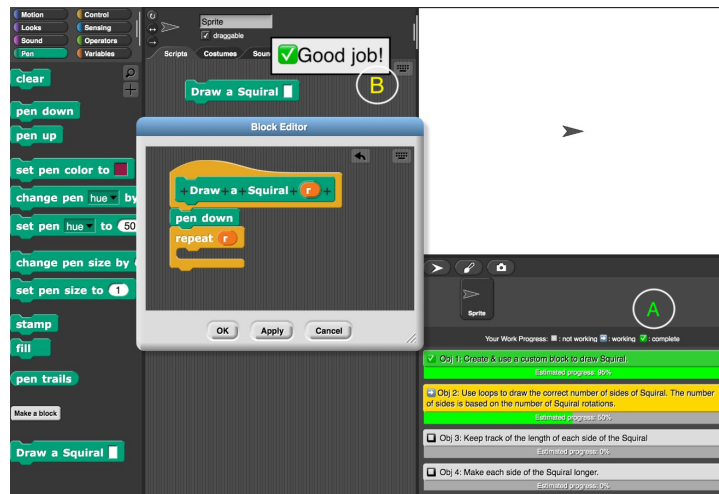 Motion
Control
Looks
Sensing
Sound
Operators
Pen
Variables
clear
pen down
pen up
set pen color to
change pen hue by
set pen hue to 50
change pen size by
set pen size to 1
stamp
fill
pen trails
Make a block
Draw a Squiral
Sprite
draggable
Scripts
Costumes
Soun
✅Good job!
B
Draw a Squiral
Block Editor
+Draw+a+Squiral+ r +
pen down
repeat r
OK
Apply
Cancel
Sprite
A
Your Work Progress: : not working : working : complete
Obj 1: Create & use a custom block to draw Squiral.
Estimated progress: 96%
Obj 2: Use loops to draw the correct number of sides of Squiral. The number
of sides is based on the number of Squiral rotations.
Estimated progress: 50%
Obj 3: Keep track of the length of each side of the Squiral
Estimated progress: 0%
Obj 4: Make each side of the Squiral longer.
Estimated progress: 0%